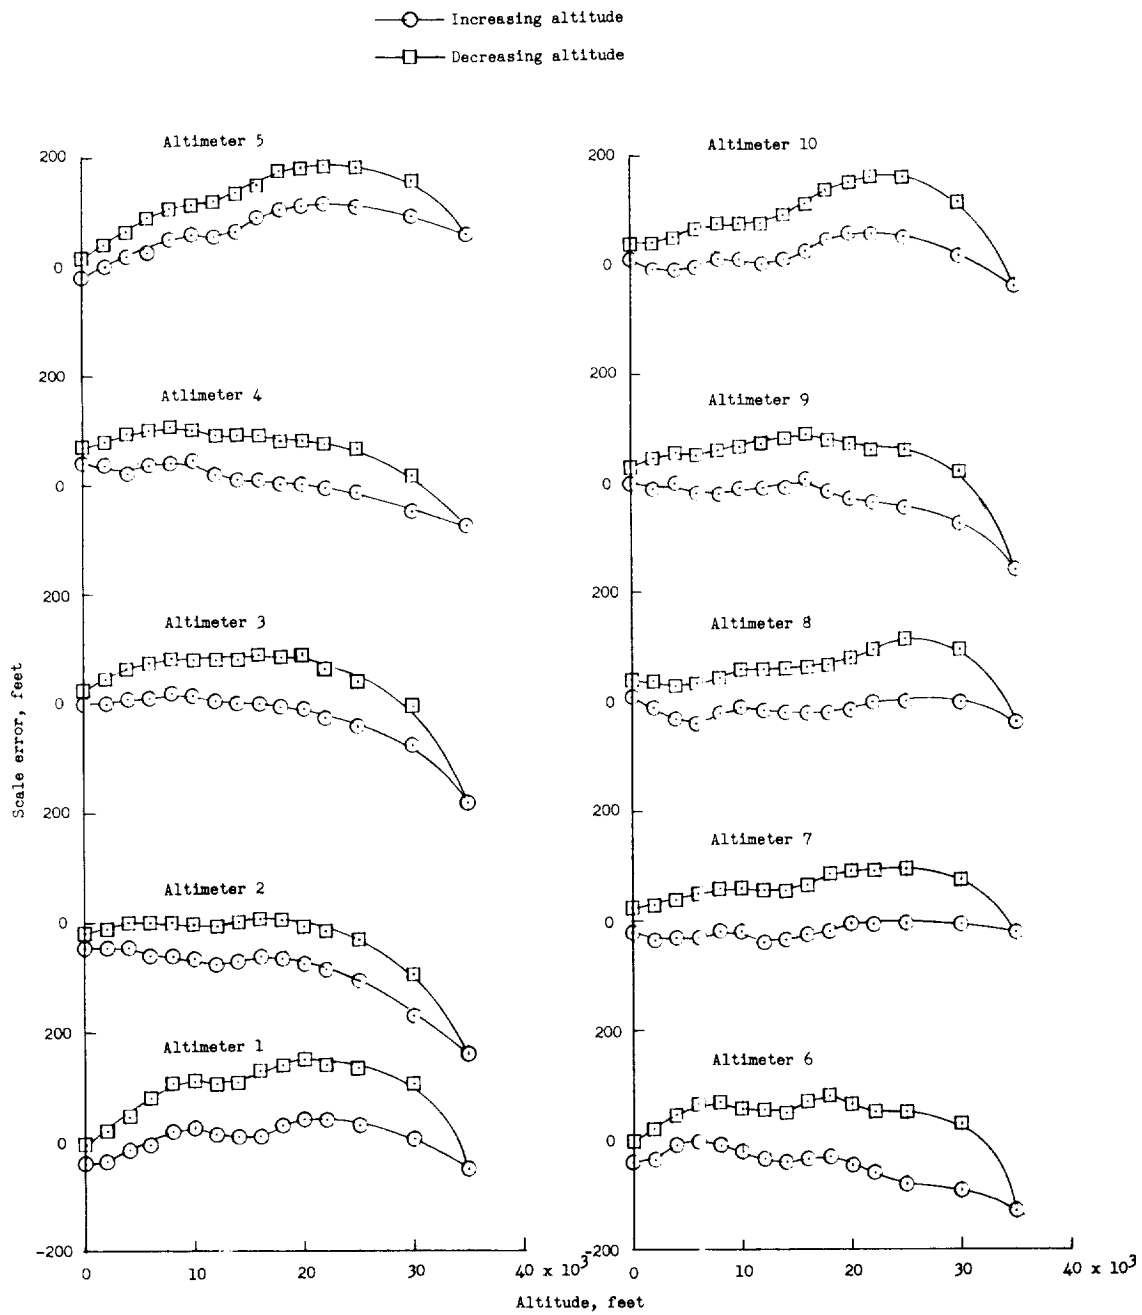 Increasing altitude
Decreasing altitude
Altimeter 5
Altimeter 10
200
200
0
0
200
200
Atlimeter 4
Altimeter 9
0
0
200
200
Altimeter 3
Altimeter 8
0
0
Scale error, feet
200
200
Altimeter 2
Altimeter 7
0
0
200
200
Altimeter 1
Altimeter 6
0
0
-200
-200
0 10 20 30 40 x 10³
0 10 20 30 40 x 10³
Altitude, feet